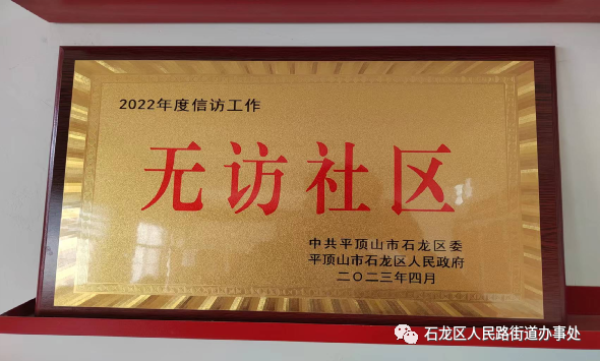 2022年度信访工作
无访社区
中共平顶山市石龙区委
平顶山市石龙区人民政府
二〇二三年四月
石龙区人民路街道办事处